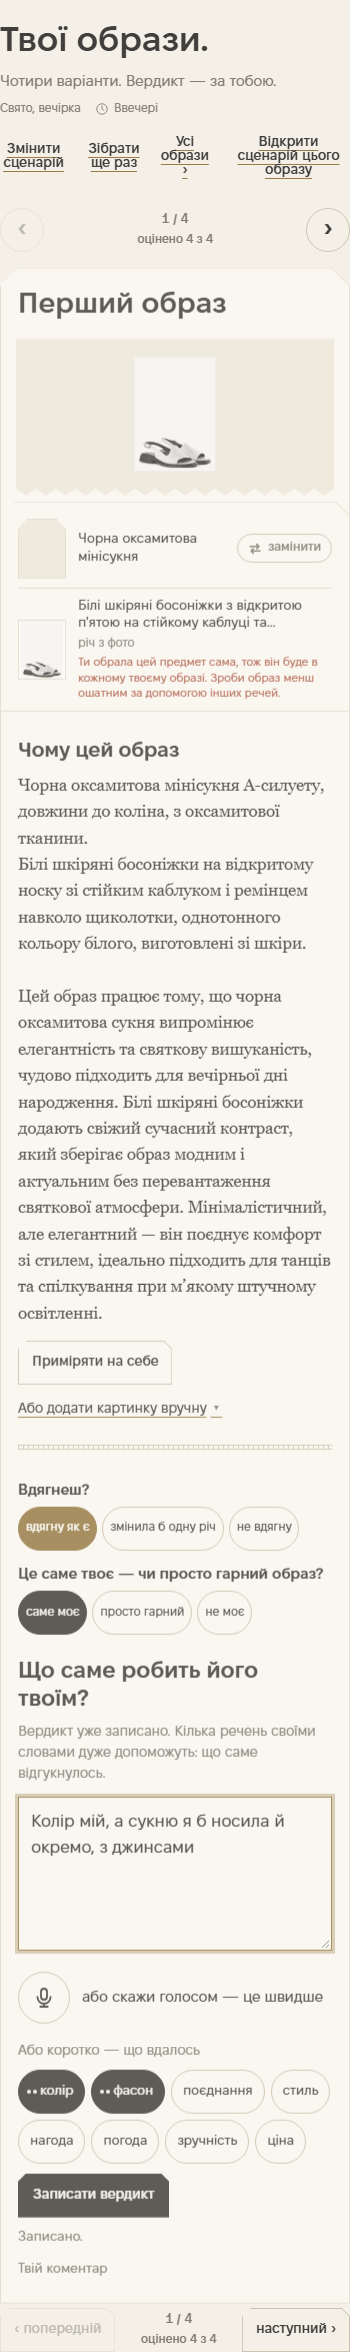 Твої образи.
Чотири варіанти. Вердикт — за тобою.
Свято, вечірка Ввечері
Змінити
сценарій
Зібрати
ще раз
Усі
образи
›
Відкрити
сценарій цього
образу
‹
1 / 4
оцінено 4 з 4
›
Перший образ
Чорна оксамитова
мінісукня
⇄ замінити
Білі шкіряні босоніжки з відкритою
п'ятою на стійкому каблуці та…
річ з фото
Ти обрала цей предмет сама, тож він буде в
кожному твоєму образі. Зроби образ менш
ошатним за допомогою інших речей.
Чому цей образ
Чорна оксамитова мінісукня А-силуету,
довжини до коліна, з оксамитової
тканини.
Білі шкіряні босоніжки на відкритому
носку зі стійким каблуком і ремінцем
навколо щиколотки, однотонного
кольору білого, виготовлені зі шкіри.
Цей образ працює тому, що чорна
оксамитова сукня випромінює
елегантність та святкову вишуканість,
чудово підходить для вечірньої дні
народження. Білі шкіряні босоніжки
додають свіжий сучасний контраст,
який зберігає образ модним і
актуальним без перевантаження
святкової атмосфери. Мінімалістичний,
але елегантний — він поєднує комфорт
зі стилем, ідеально підходить для танців
та спілкування при м’якому штучному
освітленні.
Приміряти на себе
Або додати картинку вручну ▾
Вдягнеш?
вдягну як є змінила б одну річ не вдягну
Це саме твоє — чи просто гарний образ?
саме моє просто гарний не моє
Що саме робить його
твоїм?
Вердикт уже записано. Кілька речень своїми
словами дуже допоможуть: що саме
відгукнулось.
Колір мій, а сукню я б носила й
окремо, з джинсами
або скажи голосом — це швидше
Або коротко — що вдалось
•• колір •• фасон поєднання стиль
нагода погода зручність ціна
Записати вердикт
Записано.
Твій коментар
‹ попередній
1 / 4
оцінено 4 з 4
наступний ›